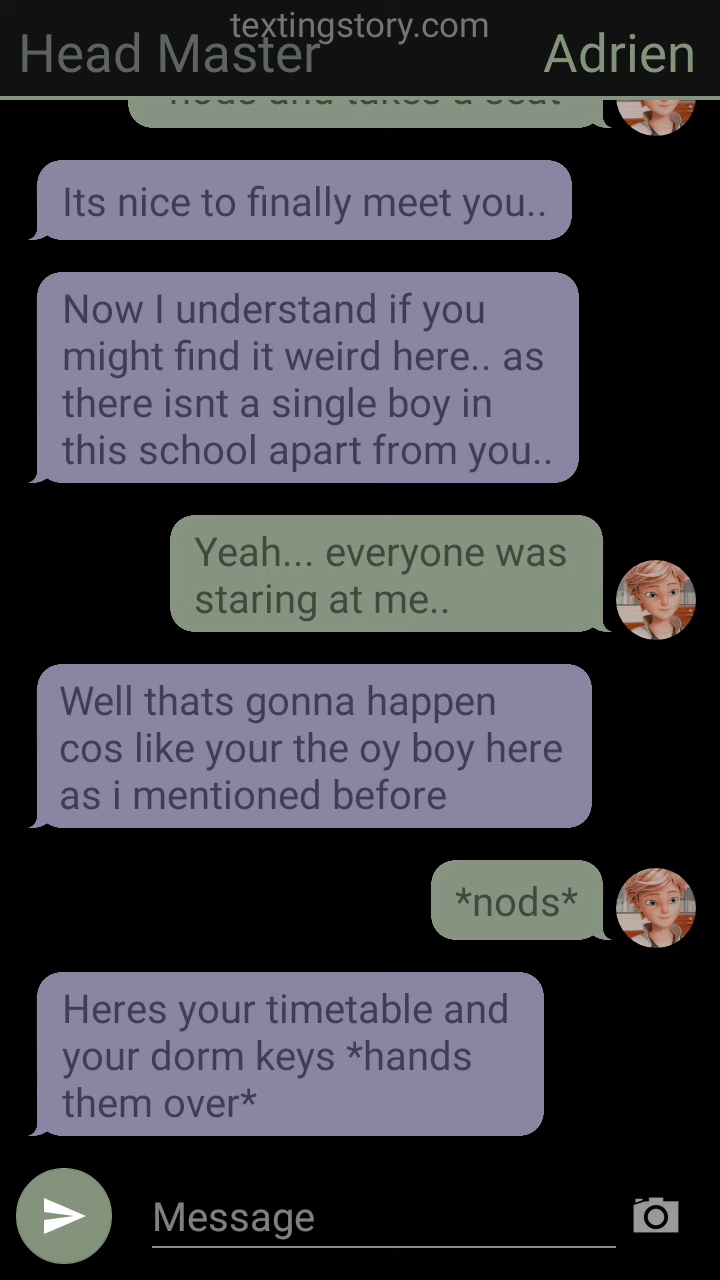 textingstory.com
Head Master
Adrien
Its nice to finally meet you..
Now I understand if you
might find it weird here.. as
there isnt a single boy in
this school apart from you..
Yeah... everyone was
staring at me..
Well thats gonna happen
cos like your the oy boy here
as i mentioned before
*nods*
Heres your timetable and
your dorm keys *hands
them over*
Message